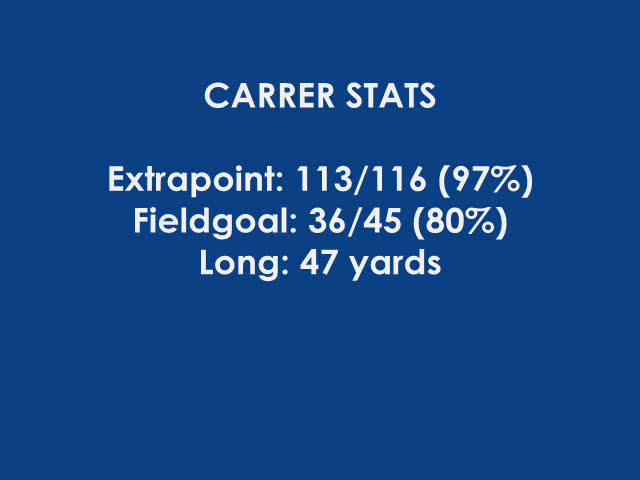 CARRER STATS
Extrapoint: 113/116 (97%)
Fieldgoal: 36/45 (80%)
Long: 47 yards